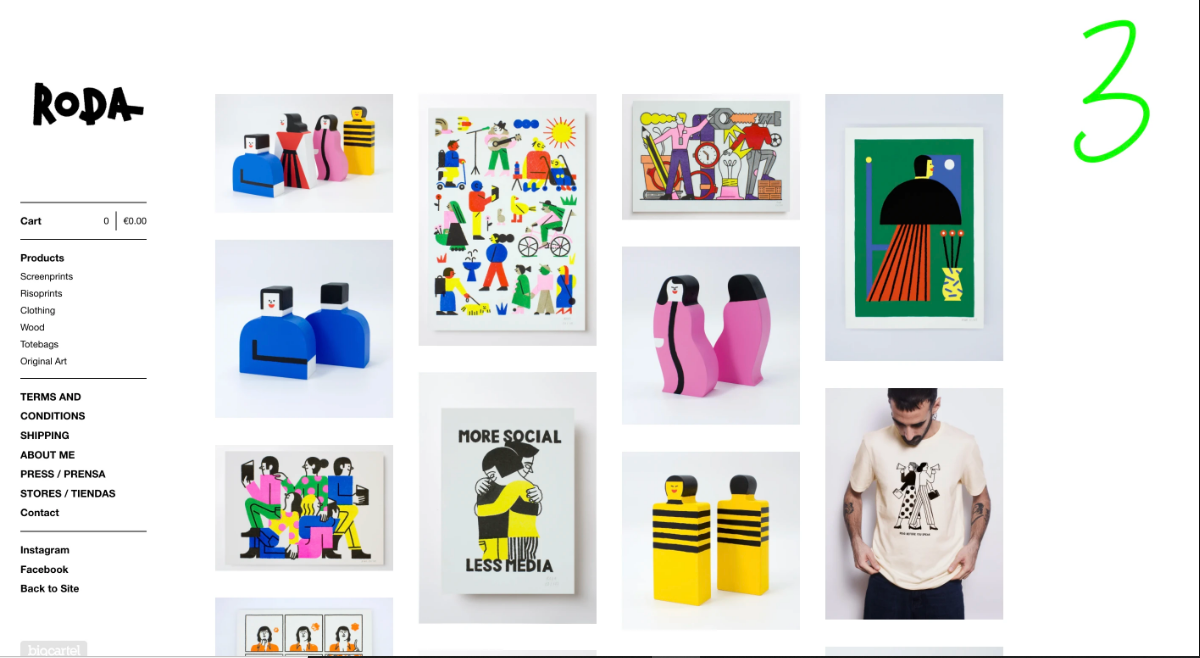 3
RODA
Cart 0 €0.00
Products
Screenprints
Risoprints
Clothing
Wood
Totebags
Original Art
TERMS AND
CONDITIONS
SHIPPING
ABOUT ME
PRESS / PRENSA
STORES / TIENDAS
Contact
Instagram
Facebook
Back to Site
bigcartel
MORE SOCIAL
LESS MEDIA